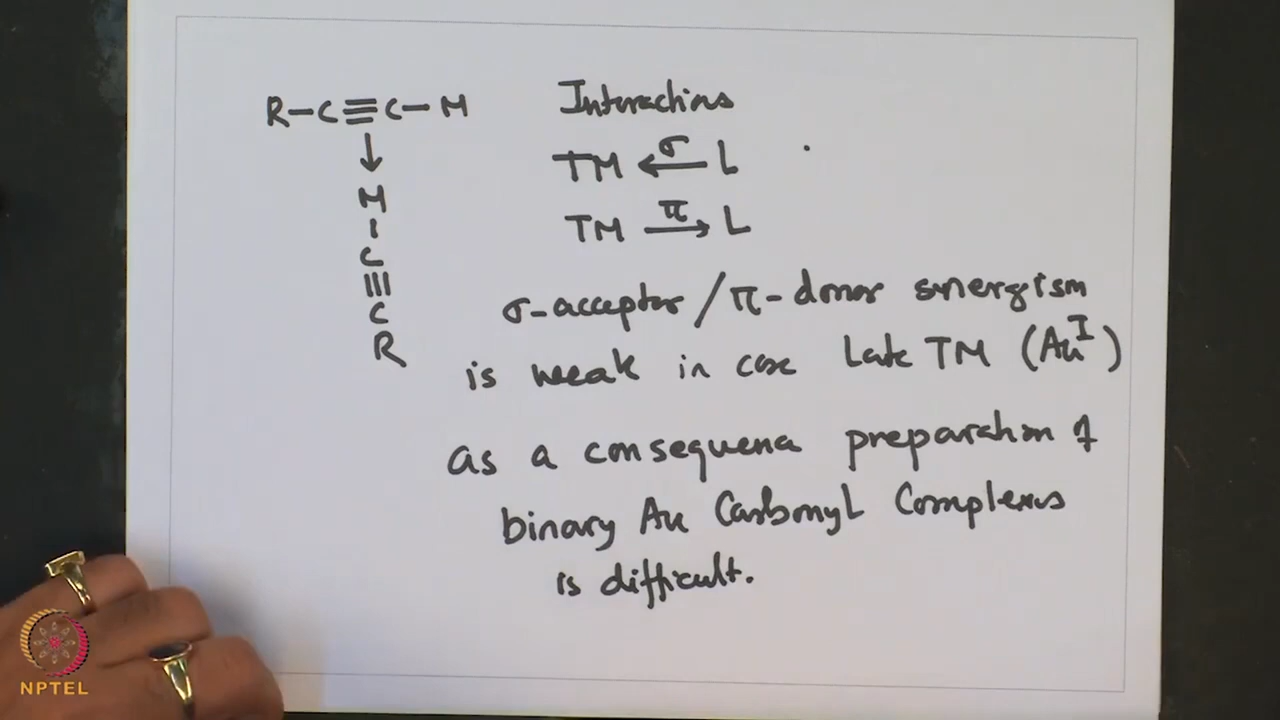 R-C≡C-M
↓
M
|
C
|||
C
R
Interactions
TM ←σ L
TM →π L
σ-acceptor/π-donor synergism
is weak in case Late TM (Au^I)
as a consequence preparation of
binary Au Carbonyl Complexes
is difficult.
NPTEL